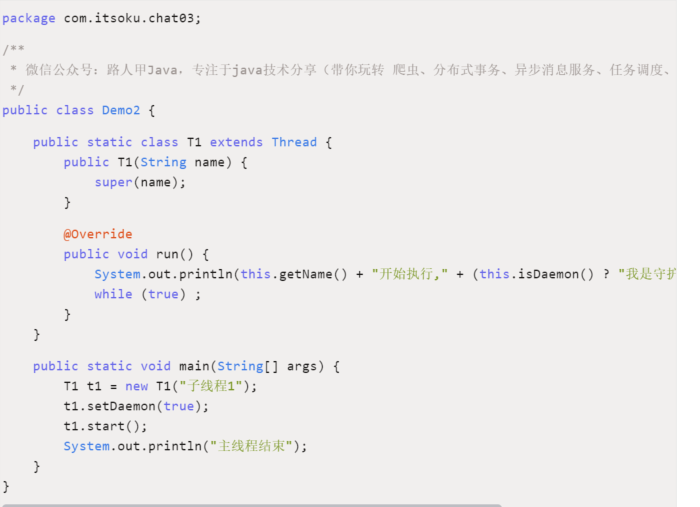 package com.itsoku.chat03;
/**
 * 微信公众号：路人甲Java，专注于java技术分享（带你玩转 爬虫、分布式事务、异步消息服务、任务调度、
 */
public class Demo2 {
    public static class T1 extends Thread {
        public T1(String name) {
            super(name);
        }
        @Override
        public void run() {
            System.out.println(this.getName() + "开始执行," + (this.isDaemon() ? "我是守护
            while (true) ;
        }
    }
    public static void main(String[] args) {
        T1 t1 = new T1("子线程1");
        t1.setDaemon(true);
        t1.start();
        System.out.println("主线程结束");
    }
}